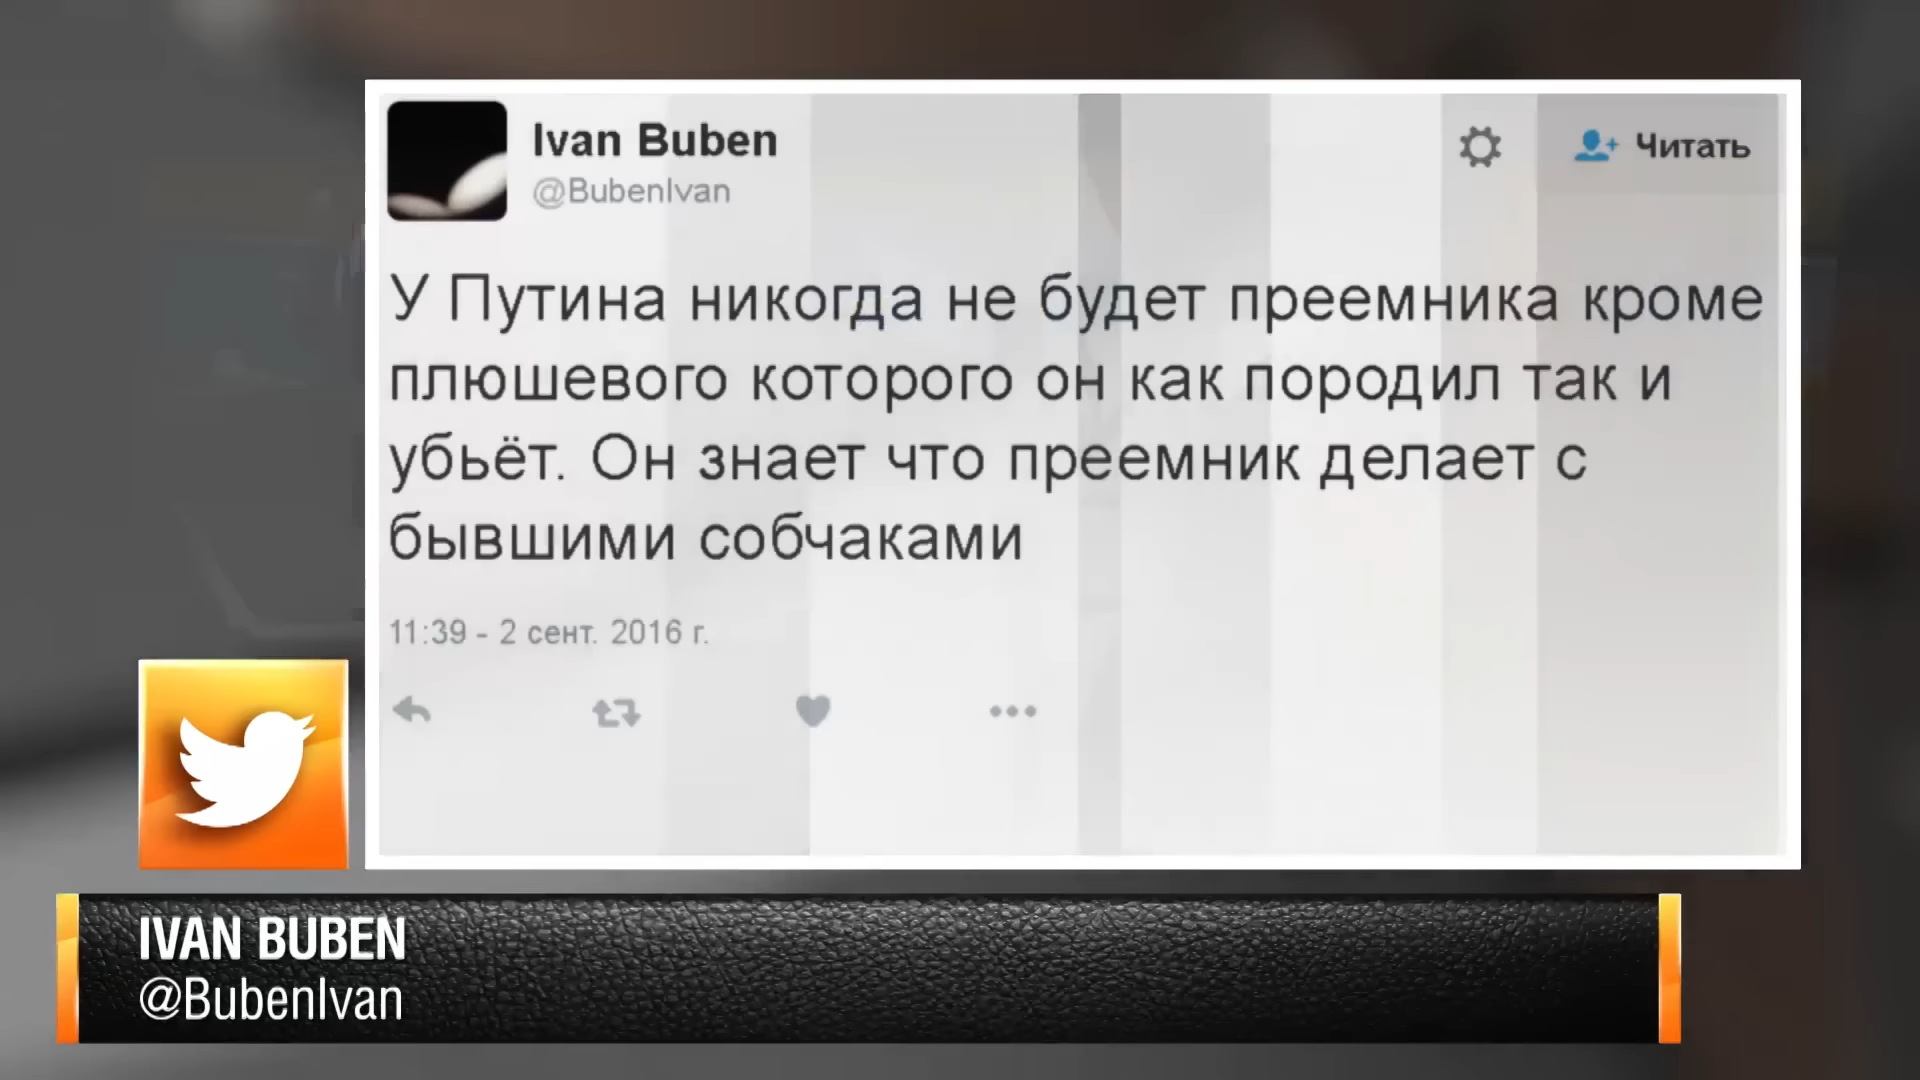 Ivan Buben
@BubenIvan
Читать
У Путина никогда не будет преемника кроме
плюшевого которого он как породил так и
убьёт. Он знает что преемник делает с
бывшими собчаками
11:39 - 2 сент. 2016 г.
IVAN BUBEN
@BubenIvan